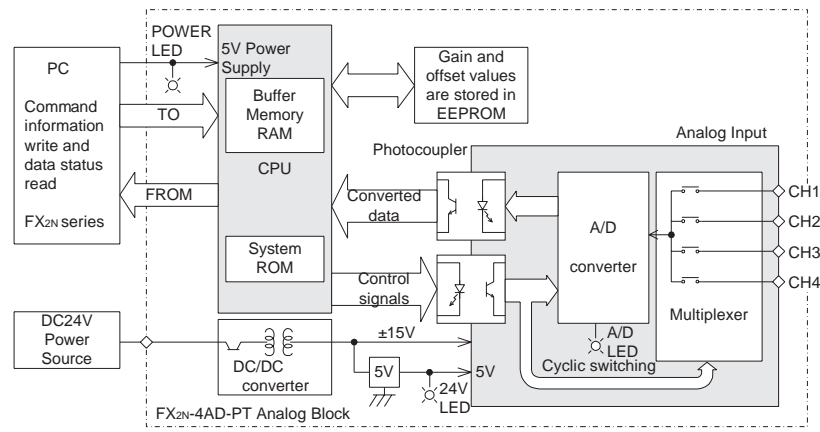 POWER
LED
PC
Command
information
write and
data status
read
FX2N series
TO
FROM
5V Power
Supply
Buffer
Memory
RAM
CPU
System
ROM
Gain and
offset values
are stored in
EEPROM
Photocoupler
Analog Input
Converted
data
Control
signals
A/D
converter
CH1
CH2
CH3
CH4
Multiplexer
A/D
LED
Cyclic switching
DC24V
Power
Source
DC/DC
converter
±15V
5V
5V
24V
LED
FX2N-4AD-PT Analog Block